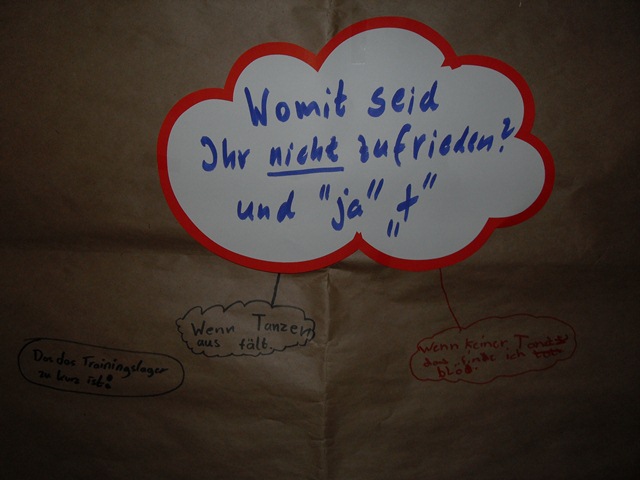 Womit seid
Ihr nicht zufrieden?
und "ja" "t"
Wenn Tanzen
aus fält.
Das das Trainingslager
zu kurz ist!
Wenn keiner Tanzt
das finde ich
blöd.